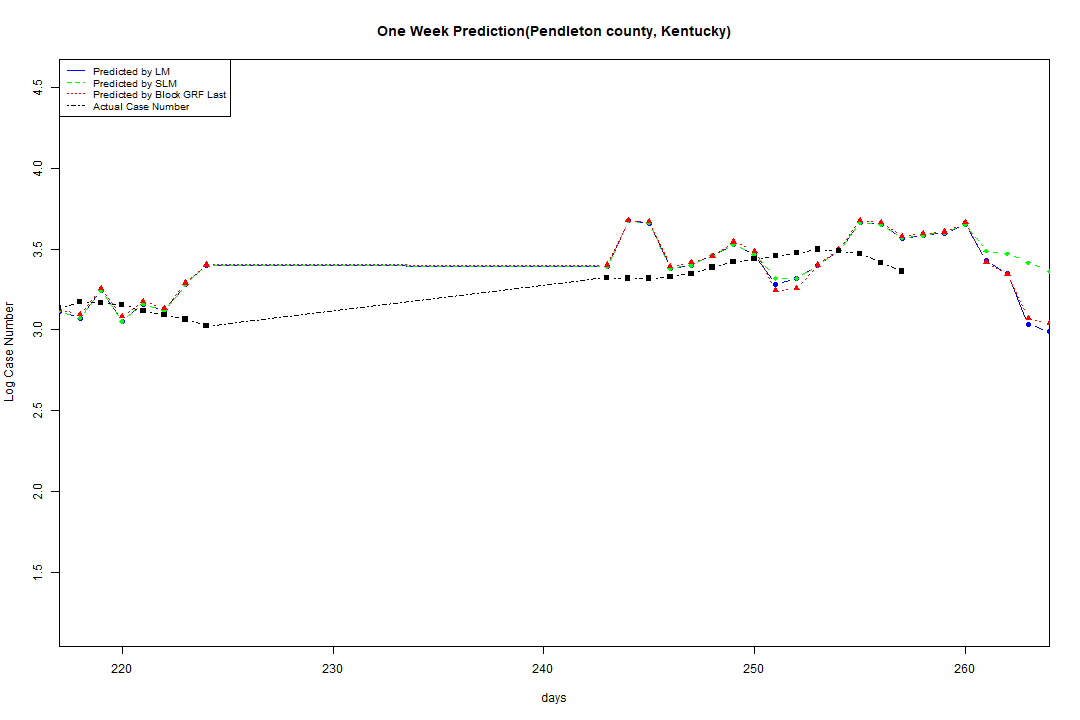 One Week Prediction(Pendleton county, Kentucky)
Predicted by LM
Predicted by SLM
Predicted by Block GRF Last
Actual Case Number
Log Case Number
4.5
4.0
3.5
3.0
2.5
2.0
1.5
220
230
240
250
260
days